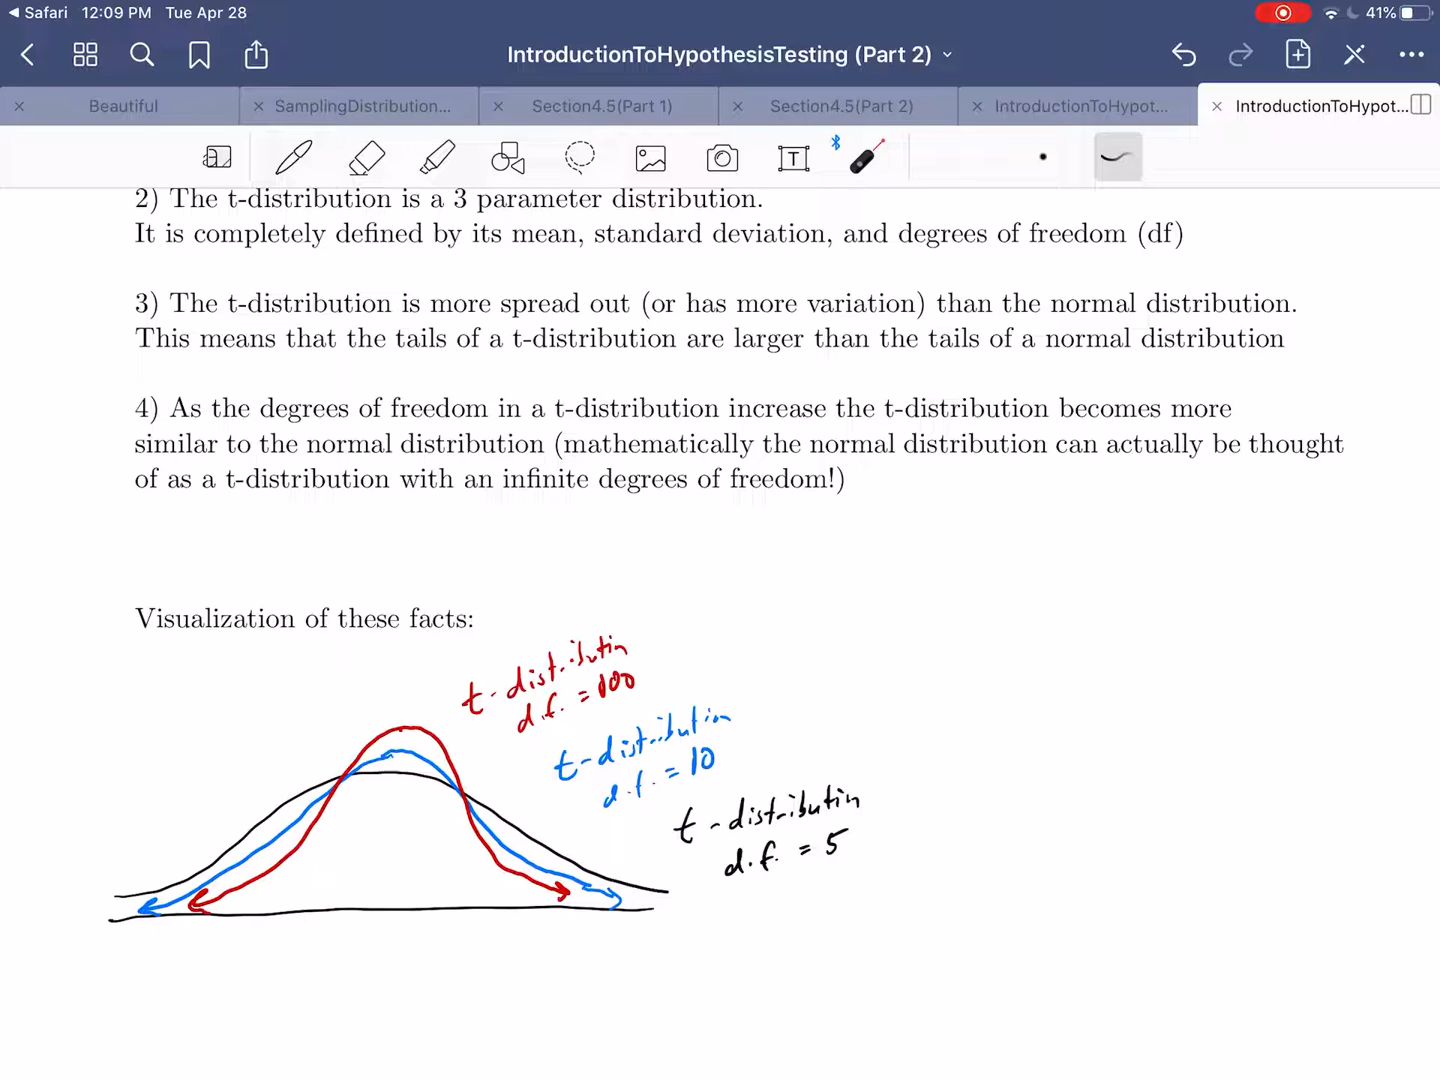 Safari 12:09 PM Tue Apr 28
41%
IntroductionToHypothesisTesting (Part 2)
Beautiful
SamplingDistribution...
Section4.5(Part 1)
Section4.5(Part 2)
IntroductionToHypot...
IntroductionToHypot...
T
2) The t-distribution is a 3 parameter distribution.
It is completely defined by its mean, standard deviation, and degrees of freedom (df)
3) The t-distribution is more spread out (or has more variation) than the normal distribution.
This means that the tails of a t-distribution are larger than the tails of a normal distribution
4) As the degrees of freedom in a t-distribution increase the t-distribution becomes more
similar to the normal distribution (mathematically the normal distribution can actually be thought
of as a t-distribution with an infinite degrees of freedom!)
Visualization of these facts:
t-distributin
d.f. = 100
t-distribution
d.f. = 10
t-distributin
d.f. = 5